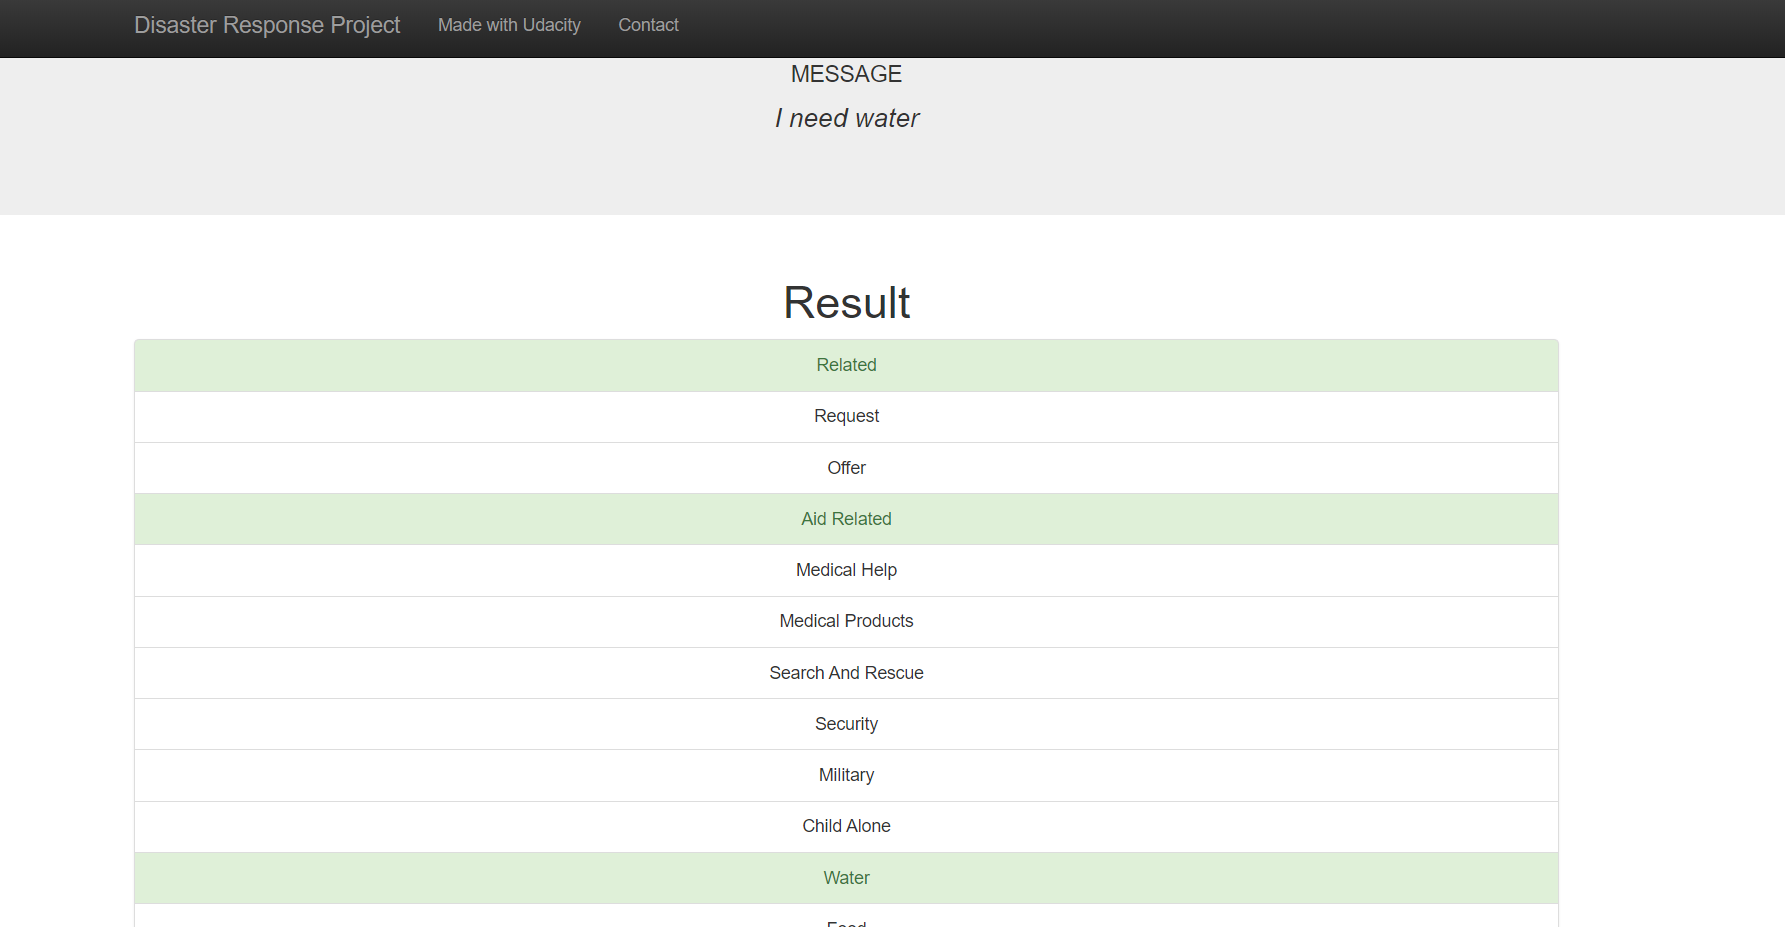 Disaster Response Project Made with Udacity Contact
MESSAGE
I need water
Result
Related
Request
Offer
Aid Related
Medical Help
Medical Products
Search And Rescue
Security
Military
Child Alone
Water
Food